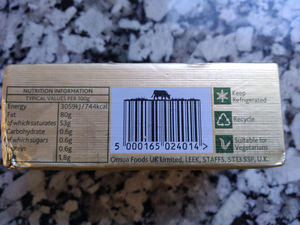 NUTRITION INFORMATION
TYPICAL VALUES PER 100g
Energy 3059kJ/744kcal
Fat 80g
of which saturates 53g
Carbohydrate 0.6g
of which sugars 0.6g
Protein 0.6g
1.8g
5 000165 024014 >
Keep
Refrigerated
Recycle
Suitable for
Vegetarians
Ornua Foods UK Limited, LEEK, STAFFS, ST13 5SP, U.K.